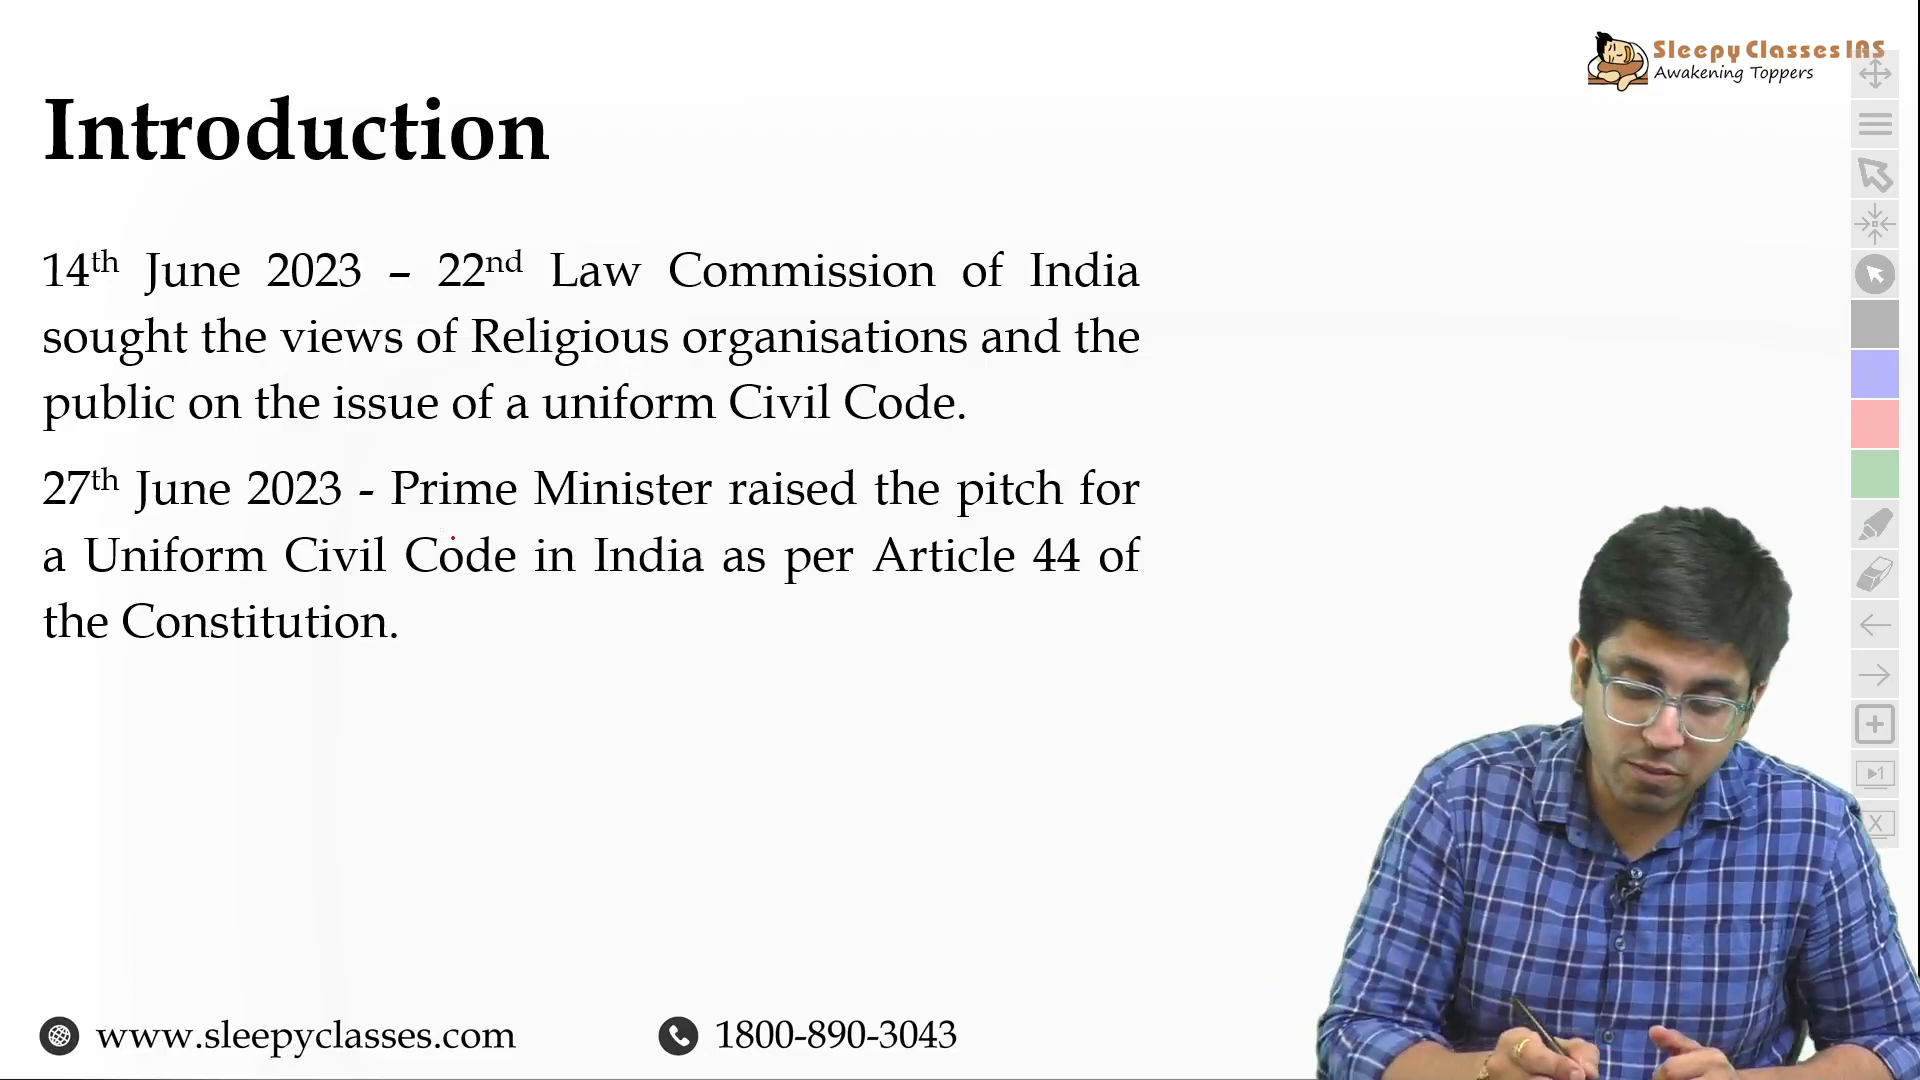 Sleepy Classes IAS
Awakening Toppers
Introduction
14th June 2023 – 22nd Law Commission of India
sought the views of Religious organisations and the
public on the issue of a uniform Civil Code.
27th June 2023 - Prime Minister raised the pitch for
a Uniform Civil Code in India as per Article 44 of
the Constitution.
1
X
www.sleepyclasses.com
1800-890-3043